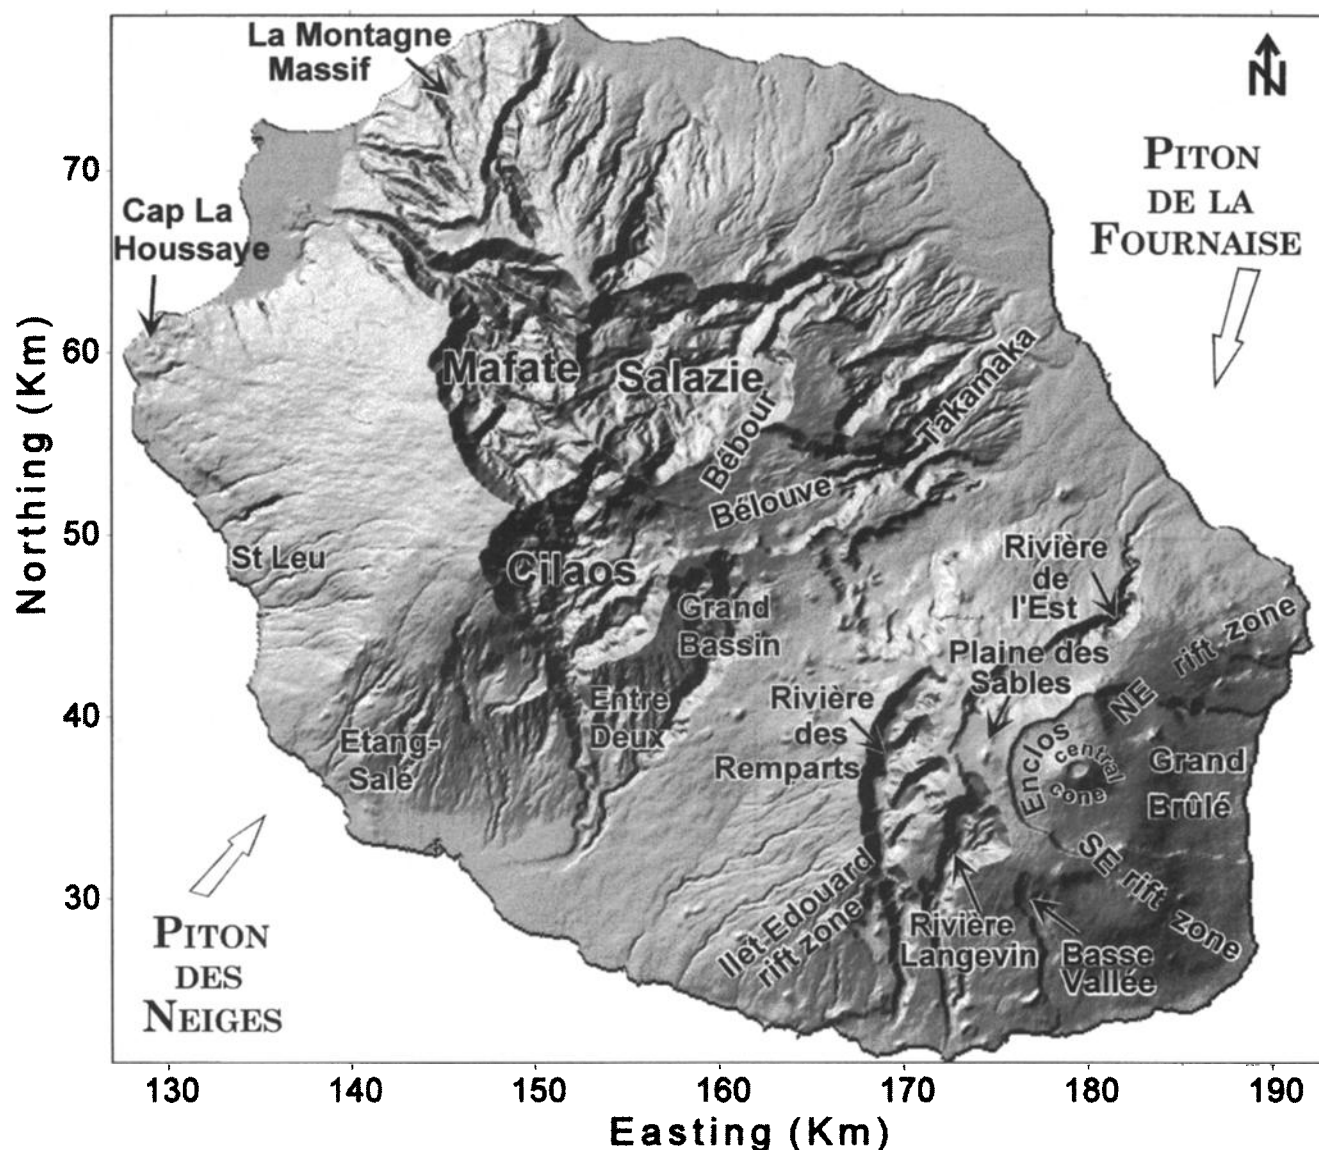 La Montagne
Massif
N
PITON
DE LA
FOURNAISE
Cap La
Houssaye
70
60
50
40
30
Northing (Km)
Mafate
Salazie
Bébour
Takamaka
Bélouve
St Leu
Cilaos
Grand
Bassin
Rivière
de
l'Est
NE rift zone
Plaine des
Sables
Entre
Deux
Rivière
des
Remparts
Etang-
Salé
Enclos
central
cone
Grand
Brûlé
SE rift zone
Ilet-Edouard
rift zone
Rivière
Langevin
Basse
Vallée
PITON
DES
NEIGES
130 140 150 160 170 180 190
Easting (Km)